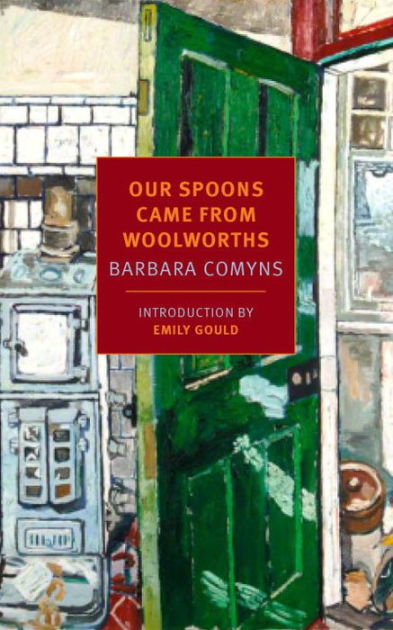 OUR SPOONS
CAME FROM
WOOLWORTHS
BARBARA COMYNS
INTRODUCTION BY
EMILY GOULD